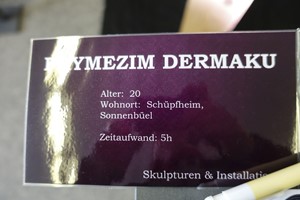 DERMAKU
Alter: 20
Wohnort: Schüpfheim,
Sonnenbüel
Zeitaufwand: 5h
Skulpturen &